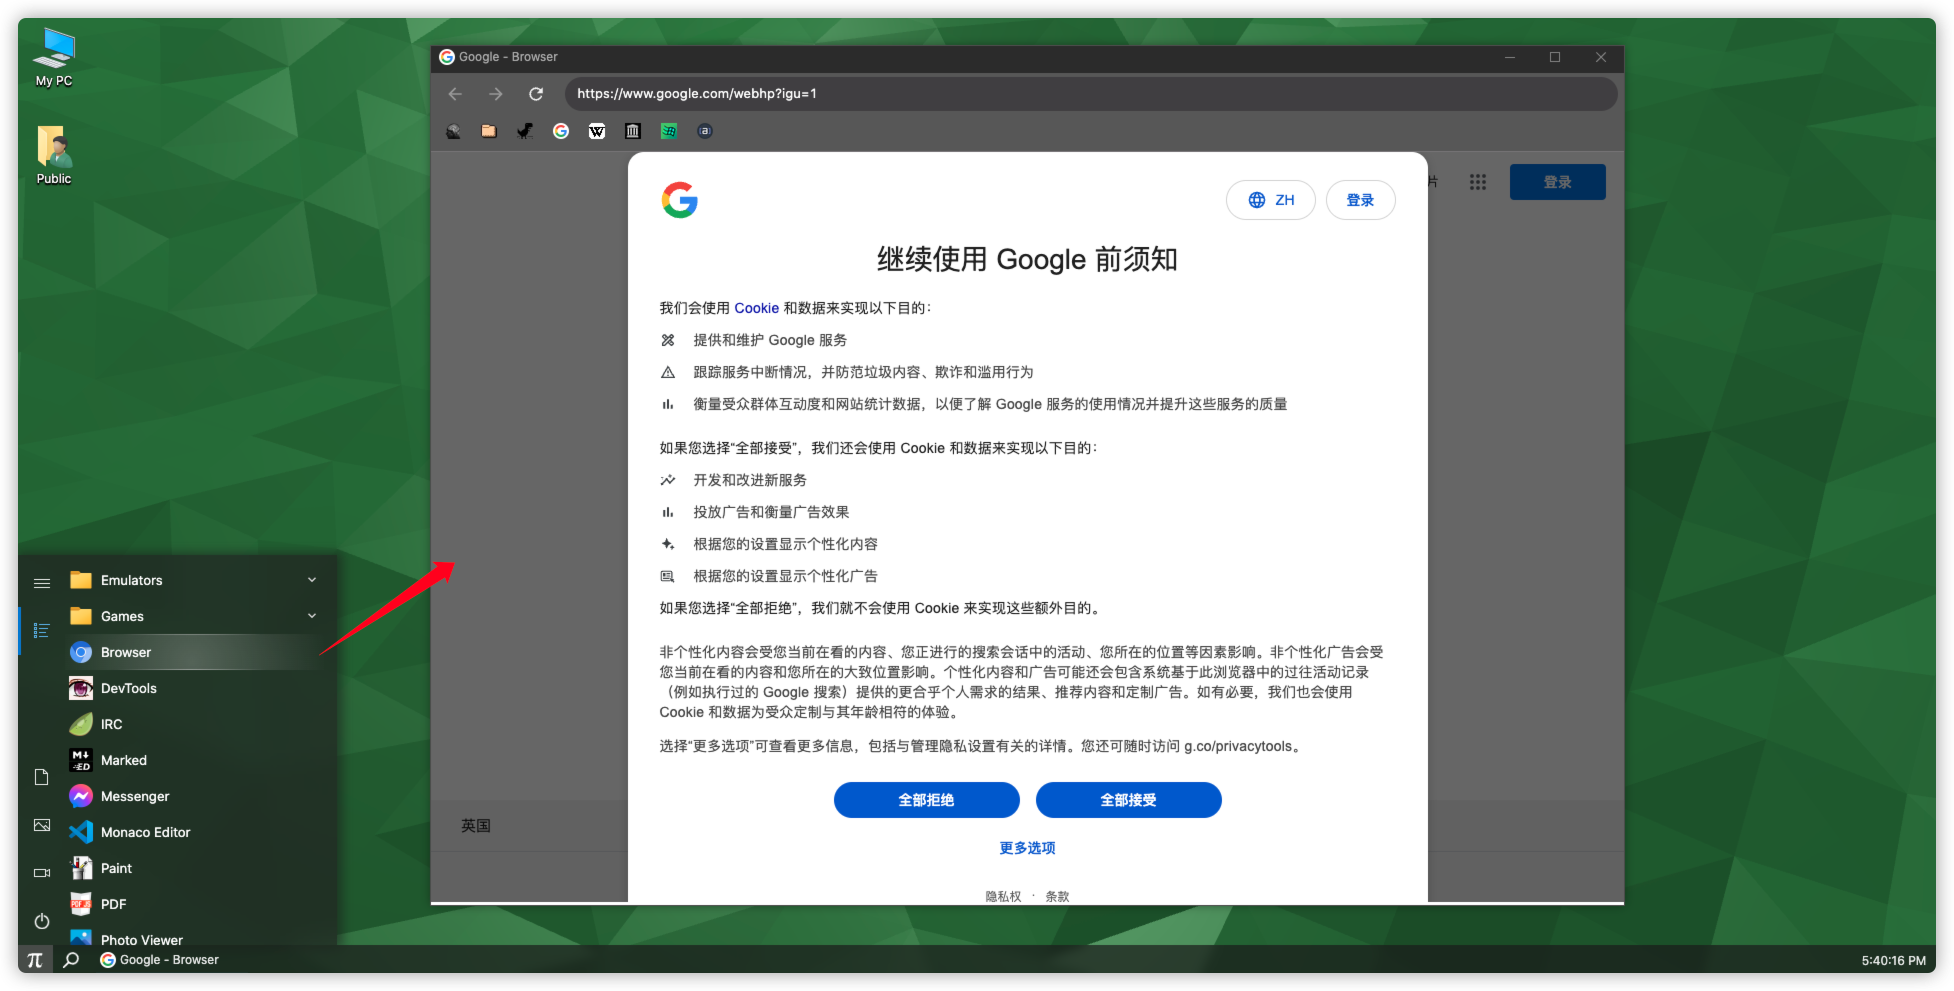 My PC
Public
Google - Browser
https://www.google.com/webhp?igu=1
片
登录
ZH
登录
继续使用 Google 前须知
我们会使用 Cookie 和数据来实现以下目的：
提供和维护 Google 服务
跟踪服务中断情况，并防范垃圾内容、欺诈和滥用行为
衡量受众群体互动度和网站统计数据，以便了解 Google 服务的使用情况并提升这些服务的质量
如果您选择“全部接受”，我们还会使用 Cookie 和数据来实现以下目的：
开发和改进新服务
投放广告和衡量广告效果
根据您的设置显示个性化内容
根据您的设置显示个性化广告
如果您选择“全部拒绝”，我们就不会使用 Cookie 来实现这些额外目的。
非个性化内容会受您当前在看的内容、您正进行的搜索会话中的活动、您所在的位置等因素影响。非个性化广告会受
您当前在看的内容和您所在的大致位置影响。个性化内容和广告可能还会包含系统基于此浏览器中的过往活动记录
（例如执行过的 Google 搜索）提供的更合乎个人需求的结果、推荐内容和定制广告。如有必要，我们也会使用
Cookie 和数据为受众定制与其年龄相符的体验。
选择“更多选项”可查看更多信息，包括与管理隐私设置有关的详情。您还可随时访问 g.co/privacytools。
全部拒绝
全部接受
更多选项
隐私权 · 条款
英国
Emulators
Games
Browser
DevTools
IRC
Marked
Messenger
Monaco Editor
Paint
PDF
Photo Viewer
Google - Browser
5:40:16 PM